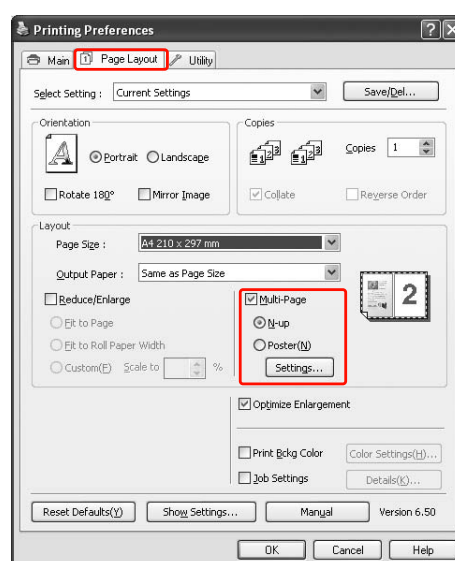 Printing Preferences
Main Page Layout Utility
Select Setting : Current Settings Save/Del...
Orientation
Portrait Landscape
Rotate 180° Mirror Image
Copies
Copies 1
Collate Reverse Order
Layout
Page Size : A4 210 x 297 mm
Output Paper : Same as Page Size
Reduce/Enlarge
Fit to Page
Fit to Roll Paper Width
Custom(F) Scale to %
Multi-Page
N-up
Poster(N)
Settings...
2
Optimize Enlargement
Print Bckg Color Color Settings(H)...
Job Settings Details(K)...
Reset Defaults(Y) Show Settings... Manual Version 6.50
OK Cancel Help